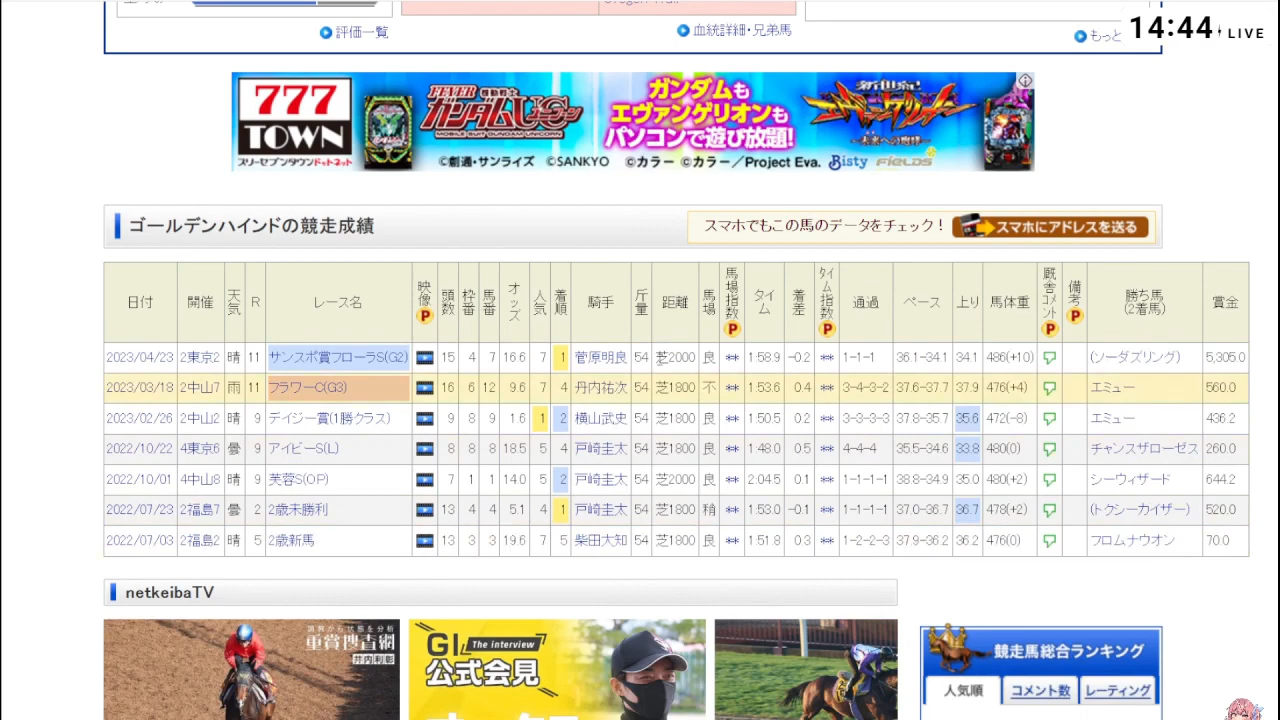 評価一覧
血統詳細・兄弟馬
もっと
14:44 LIVE
777
TOWN
スリーセブンタウンドットネット
FEVER 機動戦士
ガンダムUC
MOBILE SUIT GUNDAM UNICORN
ガンダムも
エヴァンゲリオンも
パソコンで遊び放題!
©創通・サンライズ ©SANKYO ©カラー ©カラー／Project Eva. Bisty FIELDS
ゴールデンハインドの競走成績
スマホでもこの馬のデータをチェック！ スマホにアドレスを送る
日付 開催 天気 R レース名 映像 P 頭数 枠番 馬番 オッズ 人気 着順 騎手 斤量 距離 馬場 馬場指数 P タイム 着差 タイム指数 P 通過 ペース 上り 馬体重 厩舎コメント P 備考 P 勝ち馬(2着馬) 賞金
2023/04/23 2東京2 晴 11 サンスポ賞フローラS(G2) 15 4 7 16.6 7 1 菅原明良 54 芝2000 良 ** 1:58.9 -0.2 ** 1-1-1 36.1-34.1 34.1 486(+10) (ソーダズリング) 5,305.0
2023/03/18 2中山7 雨 11 フラワーC(G3) 16 6 12 9.6 7 4 丹内祐次 54 芝1800 不 ** 1:53.6 0.4 ** 3-3-3-2 37.6-37.7 37.9 476(+4) エミュー 560.0
2023/02/26 2中山2 晴 9 デイジー賞(1勝クラス) 9 8 9 1.6 1 2 横山武史 54 芝1800 良 ** 1:50.5 0.2 ** 3-3-3-3 37.8-35.7 35.6 472(-8) エミュー 436.2
2022/10/22 4東京6 曇 9 アイビーS(L) 8 8 8 18.5 5 4 戸崎圭太 54 芝1800 良 ** 1:48.0 0.5 ** 4-4-4 35.5-34.6 33.8 480(0) チャンスザローゼス 260.0
2022/10/01 4中山8 晴 9 芙蓉S(OP) 7 1 1 14.0 5 2 戸崎圭太 54 芝2000 良 ** 2:04.5 0.1 ** 1-1-1-1 38.8-34.9 35.0 480(+2) シーウィザード 644.2
2022/07/23 2福島7 曇 2 2歳未勝利 13 4 4 5.1 4 1 戸崎圭太 54 芝1800 稍 ** 1:53.0 -0.1 ** 1-1-1-1 37.0-36.7 36.7 478(+2) (トクシーカイザー) 520.0
2022/07/03 2福島2 晴 5 2歳新馬 13 3 3 19.6 7 5 柴田大知 54 芝1800 良 ** 1:51.8 0.3 ** 1-2-2-3 37.9-36.2 36.2 476(0) フロムナウオン 70.0
netkeibaTV
重賞捜査網
GI The interview
公式会見
競走馬総合ランキング
人気順 コメント数 レーティング